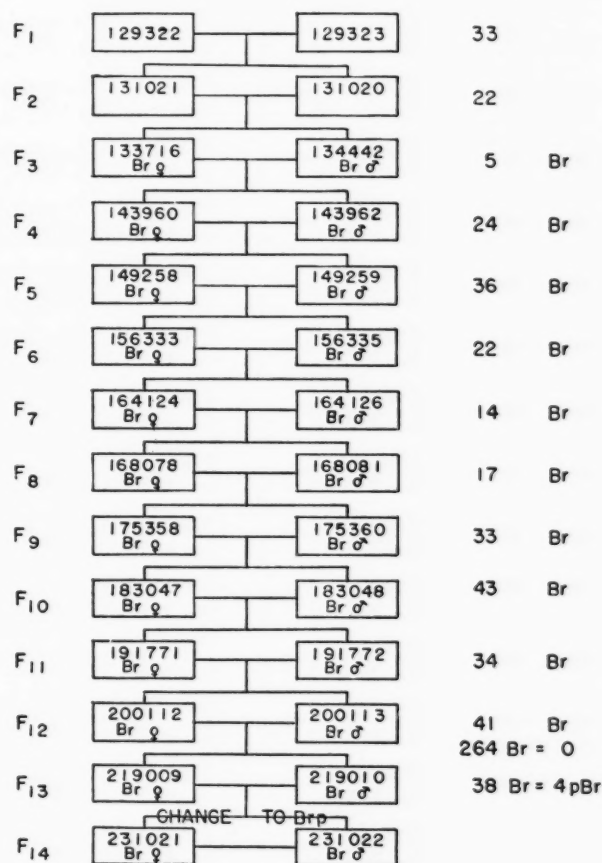 F1 129322 129323 33
F2 131021 131020 22
F3 133716 134442 5 Br
Br ♀ Br ♂
F4 143960 143962 24 Br
Br ♀ Br ♂
F5 149258 149259 36 Br
Br ♀ Br ♂
F6 156333 156335 22 Br
Br ♀ Br ♂
F7 164124 164126 14 Br
Br ♀ Br ♂
F8 168078 168081 17 Br
Br ♀ Br ♂
F9 175358 175360 33 Br
Br ♀ Br ♂
F10 183047 183048 43 Br
Br ♀ Br ♂
F11 191771 191772 34 Br
Br ♀ Br ♂
F12 200112 200113 41 Br
Br ♀ Br ♂
264 Br = 0
F13 219009 219010 38 Br = 4pBr
Br ♀ Br ♂
CHANGE TO Brp
F14 231021 231022
Br ♀ Br ♂